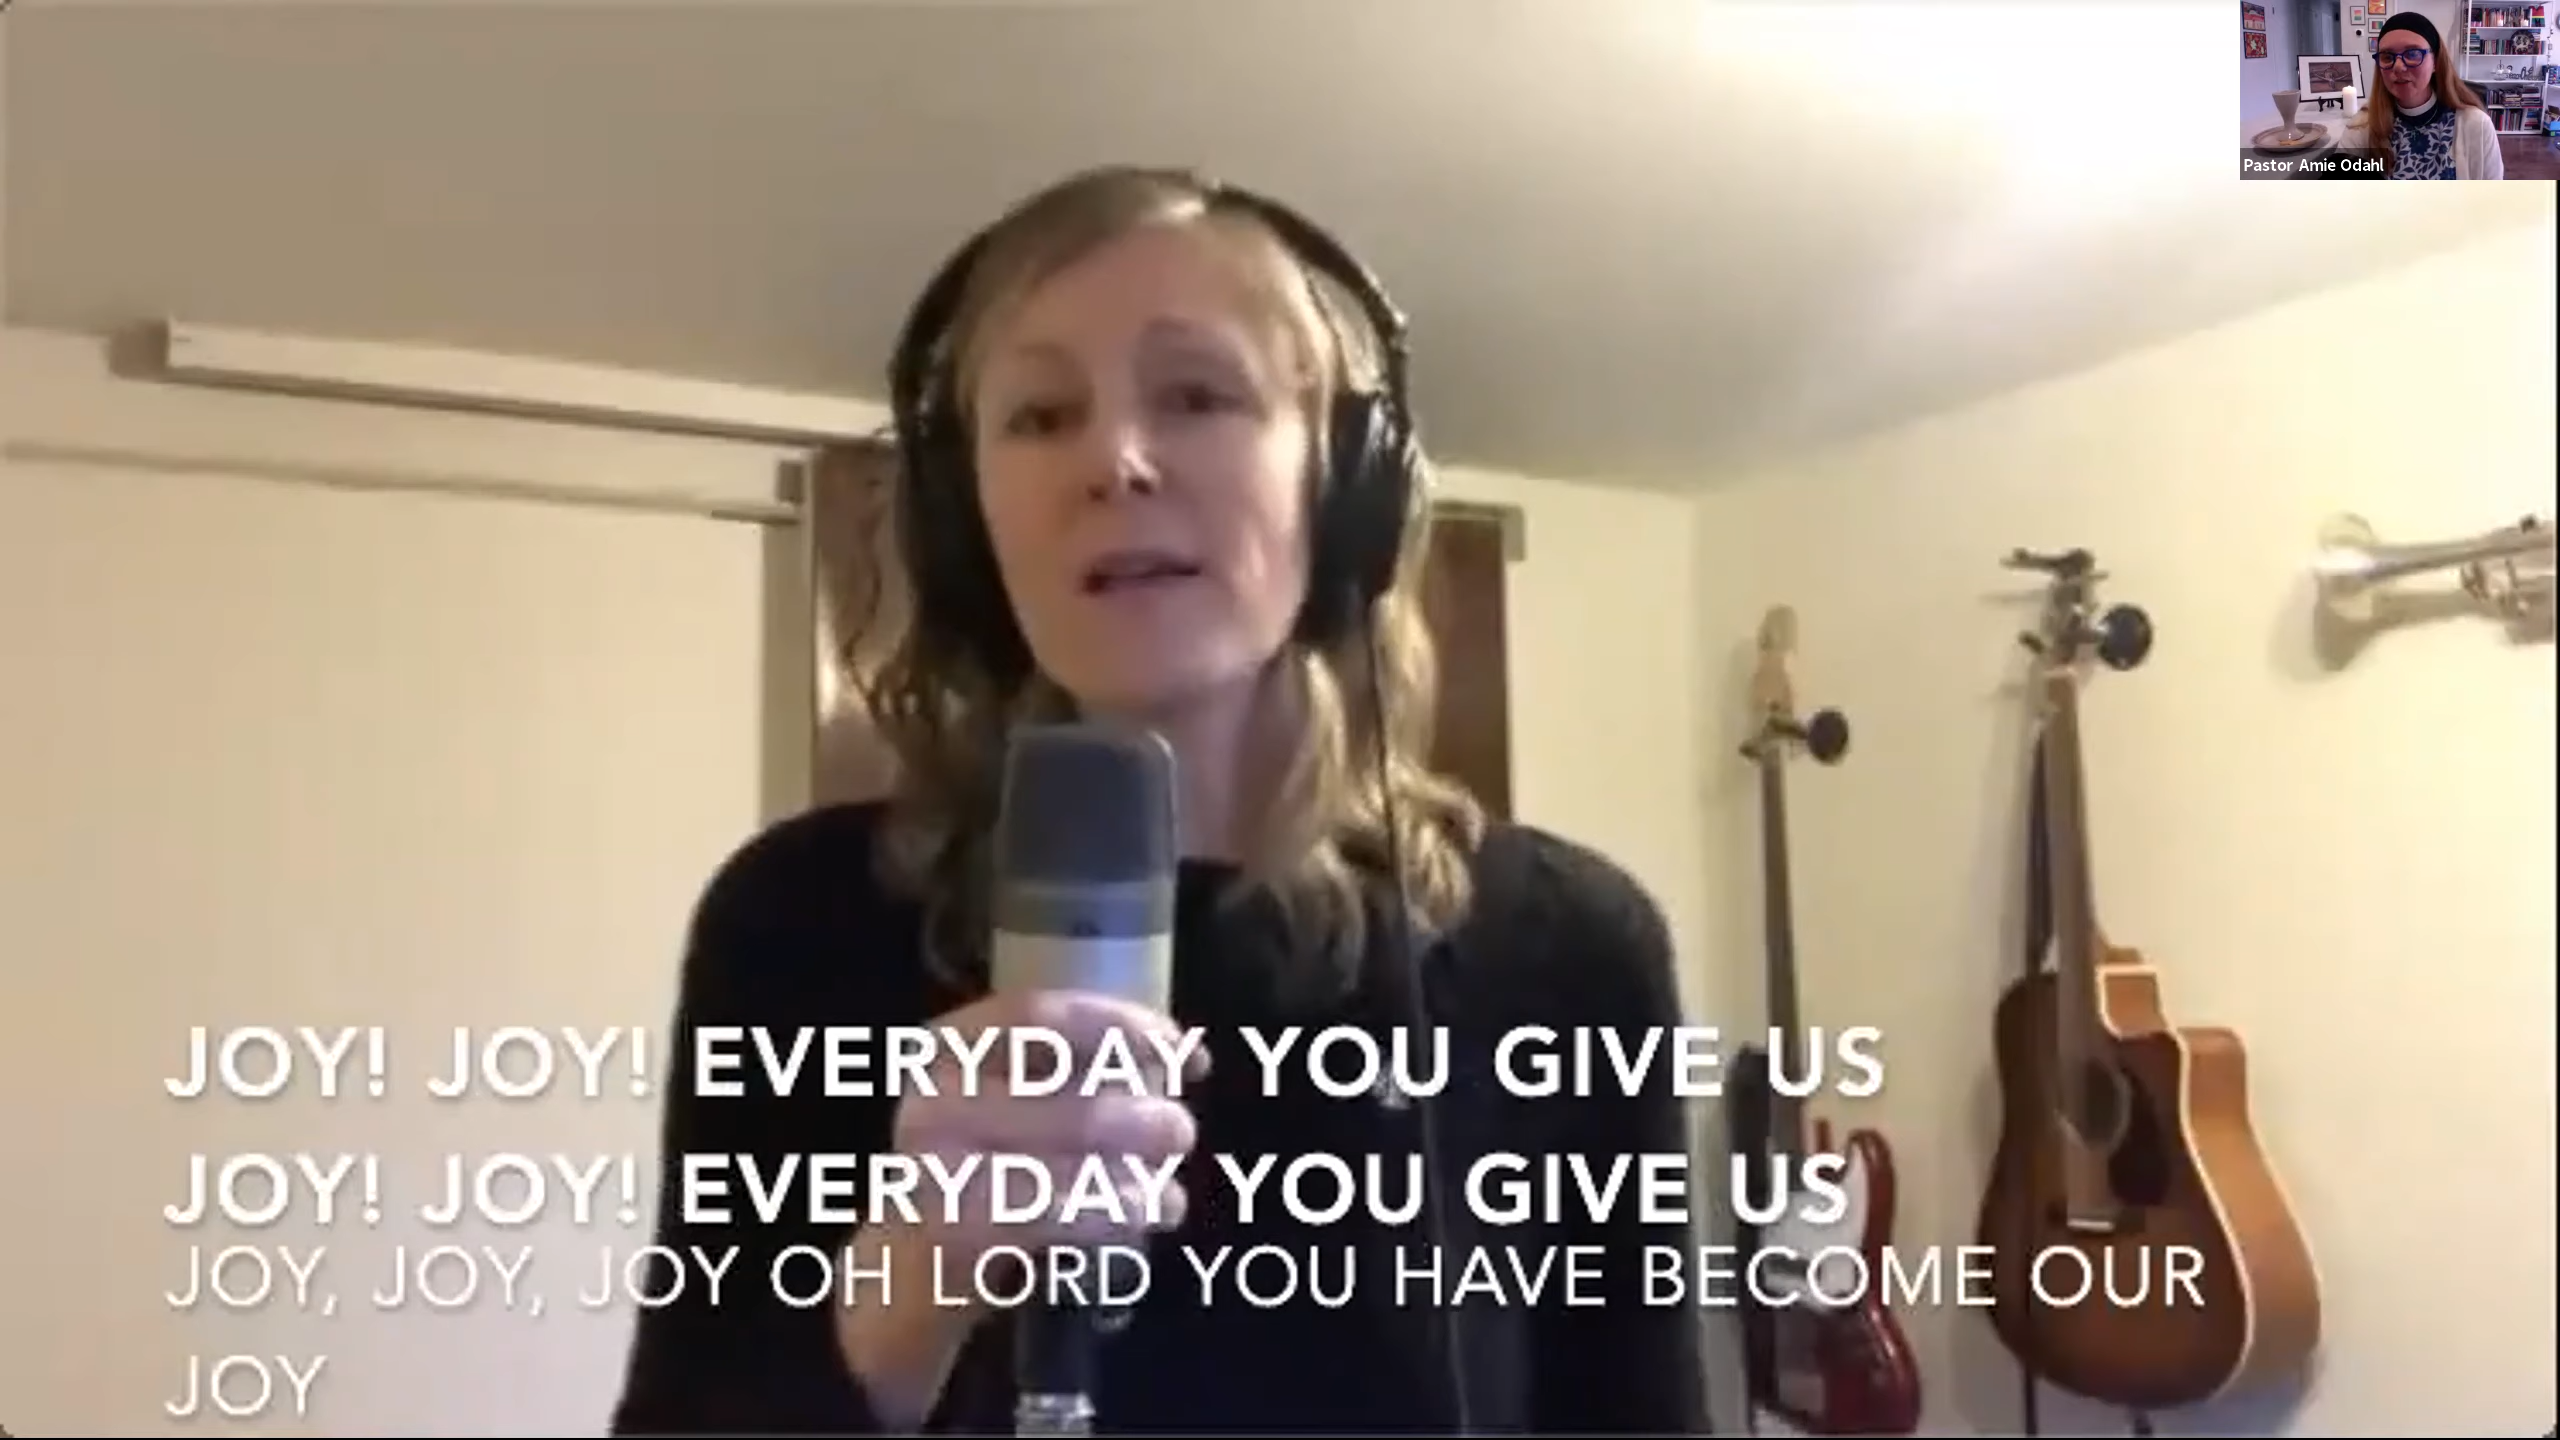 Pastor Amie Odahl
JOY! JOY! EVERYDAY YOU GIVE US
JOY! JOY! EVERYDAY YOU GIVE US
JOY, JOY, JOY OH LORD YOU HAVE BECOME OUR
JOY